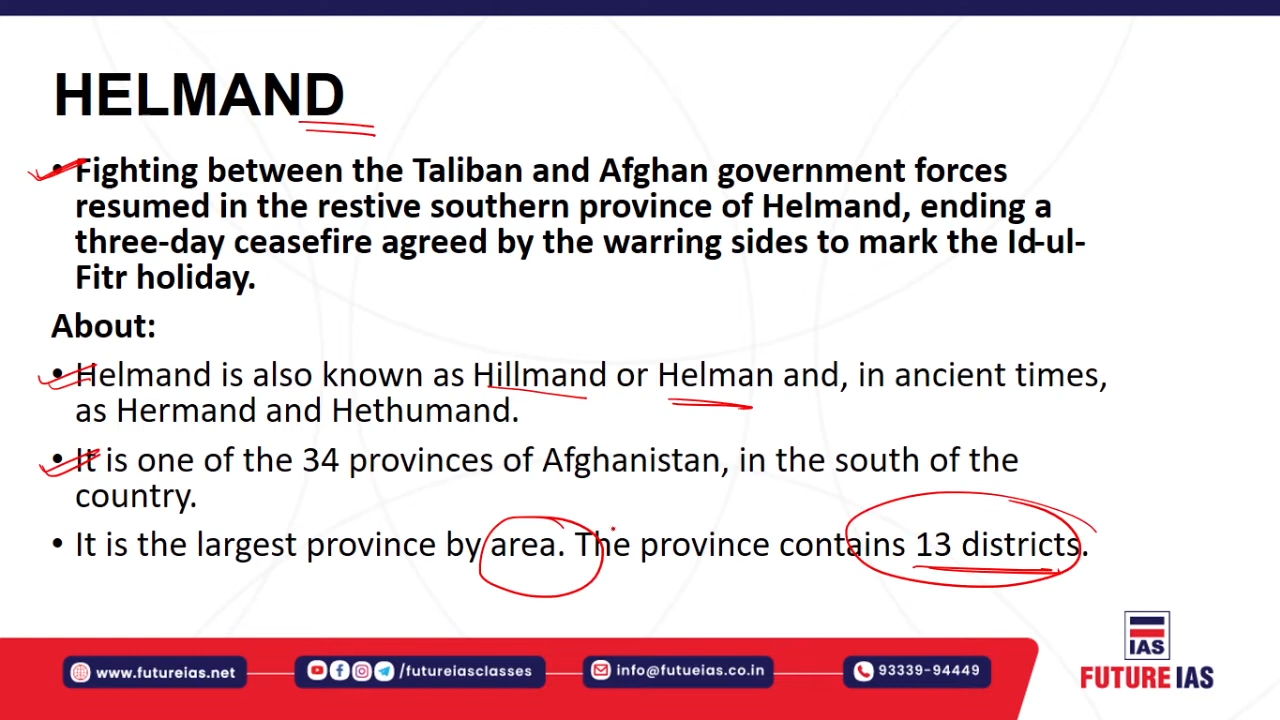 HELMAND
• Fighting between the Taliban and Afghan government forces
resumed in the restive southern province of Helmand, ending a
three-day ceasefire agreed by the warring sides to mark the Id-ul-
Fitr holiday.
About:
• Helmand is also known as Hillmand or Helman and, in ancient times,
as Hermand and Hethumand.
• It is one of the 34 provinces of Afghanistan, in the south of the
country.
• It is the largest province by area. The province contains 13 districts.
IAS
FUTURE IAS
www.futureias.net
/futureiasclasses
info@futueias.co.in
93339-94449